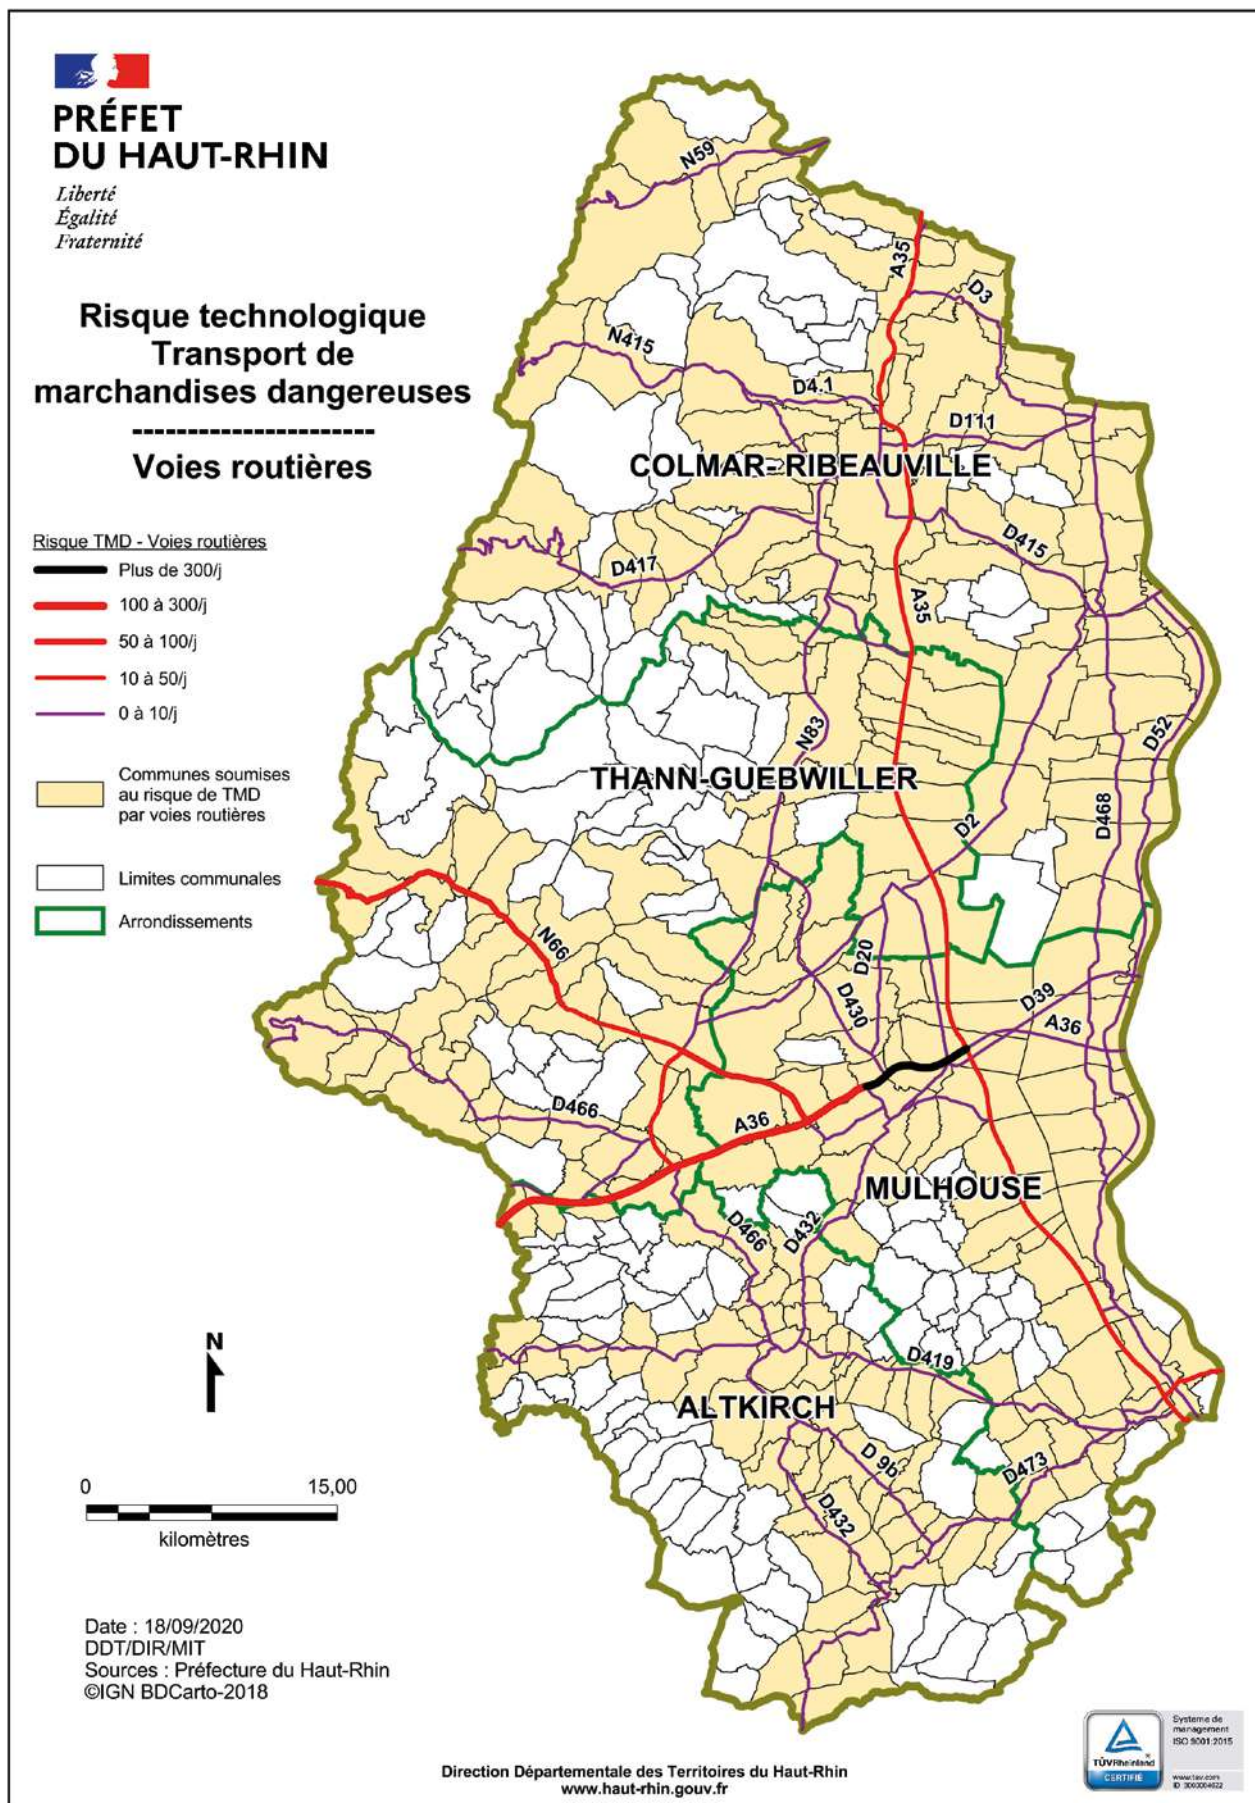 PRÉFET
DU HAUT-RHIN
Liberté
Égalité
Fraternité
Risque technologique
Transport de
marchandises dangereuses
----------------------
Voies routières
Risque TMD - Voies routières
Plus de 300/j
100 à 300/j
50 à 100/j
10 à 50/j
0 à 10/j
Communes soumises
au risque de TMD
par voies routières
Limites communales
Arrondissements
N59
A35
D3
N415
D4.1
D111
COLMAR- RIBEAUVILLE
D415
D417
A35
N83
D52
THANN-GUEBWILLER
D468
D2
N66
D20
D430
D39
A36
D466
A36
MULHOUSE
D466
D432
D419
ALTKIRCH
D 9b
D473
D432
N
0 15,00
kilomètres
Date : 18/09/2020
DDT/DIR/MIT
Sources : Préfecture du Haut-Rhin
©IGN BDCarto-2018
Direction Départementale des Territoires du Haut-Rhin
www.haut-rhin.gouv.fr
TÜVRheinland
CERTIFIÉ
Systeme de
management
ISO 9001:2015
www.tuv.com